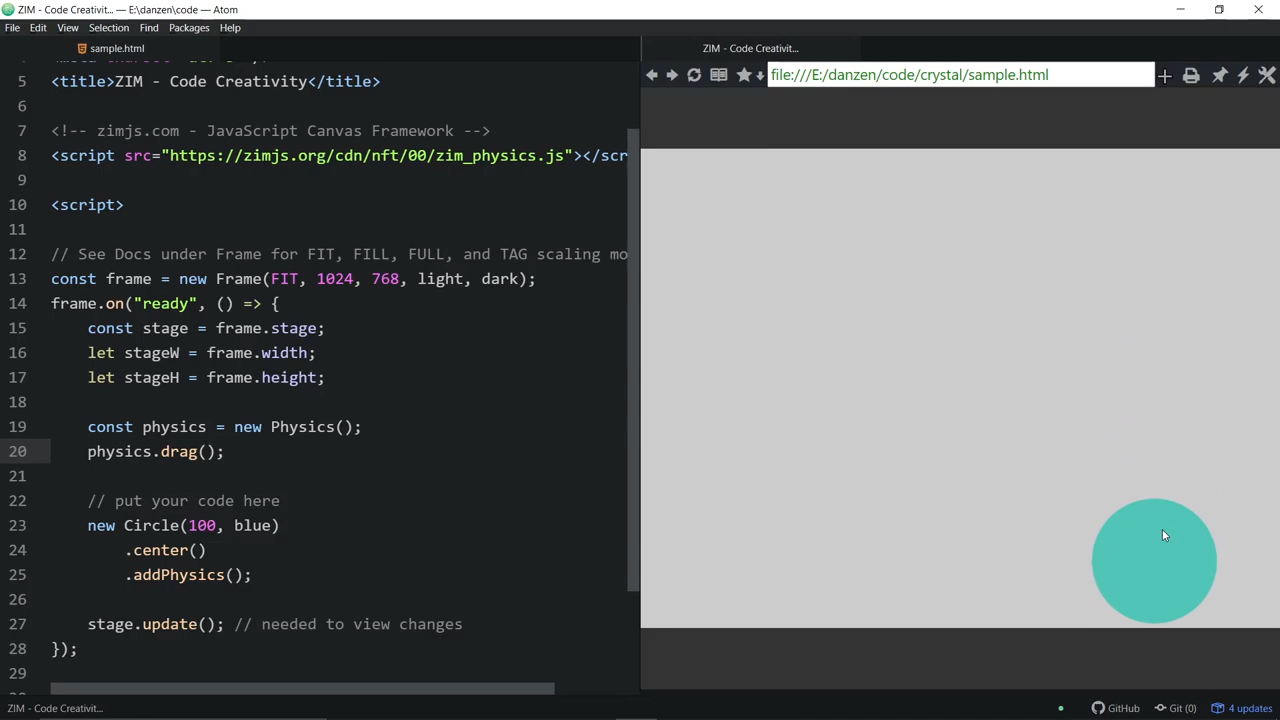 ZIM - Code Creativit... — E:\danzen\code — Atom
File Edit View Selection Find Packages Help
sample.html
ZIM - Code Creativit...
file:///E:/danzen/code/crystal/sample.html
5 <title>ZIM - Code Creativity</title>
6
7 <!-- zimjs.com - JavaScript Canvas Framework -->
8 <script src="https://zimjs.org/cdn/nft/00/zim_physics.js"></scr
9
10 <script>
11
12 // See Docs under Frame for FIT, FILL, FULL, and TAG scaling mo
13 const frame = new Frame(FIT, 1024, 768, light, dark);
14 frame.on("ready", () => {
15 const stage = frame.stage;
16 let stageW = frame.width;
17 let stageH = frame.height;
18
19 const physics = new Physics();
20 physics.drag();
21
22 // put your code here
23 new Circle(100, blue)
24 .center()
25 .addPhysics();
26
27 stage.update(); // needed to view changes
28 });
29
ZIM - Code Creativit...
GitHub Git (0) 4 updates